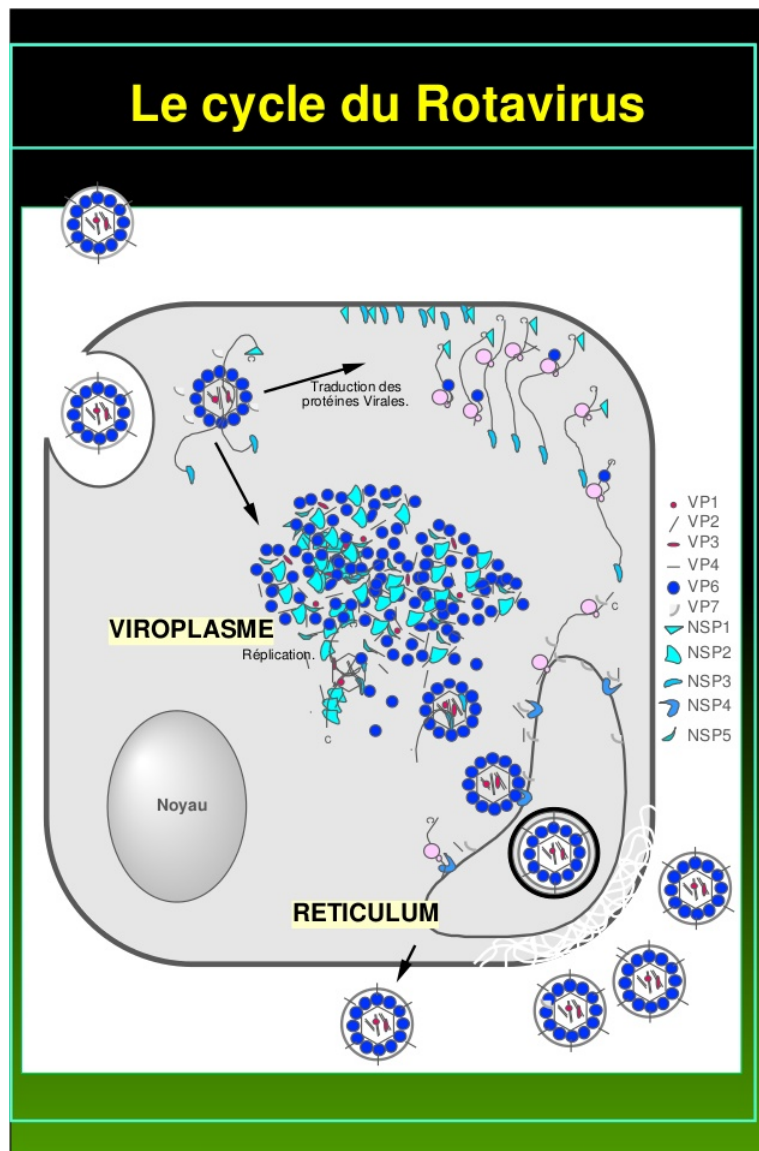 Le cycle du Rotavirus
Traduction des
protéines Virales.
VP1
VP2
VP3
VP4
VP6
VP7
NSP1
NSP2
NSP3
NSP4
NSP5
VIROPLASME
Réplication.
Noyau
RETICULUM
C
C